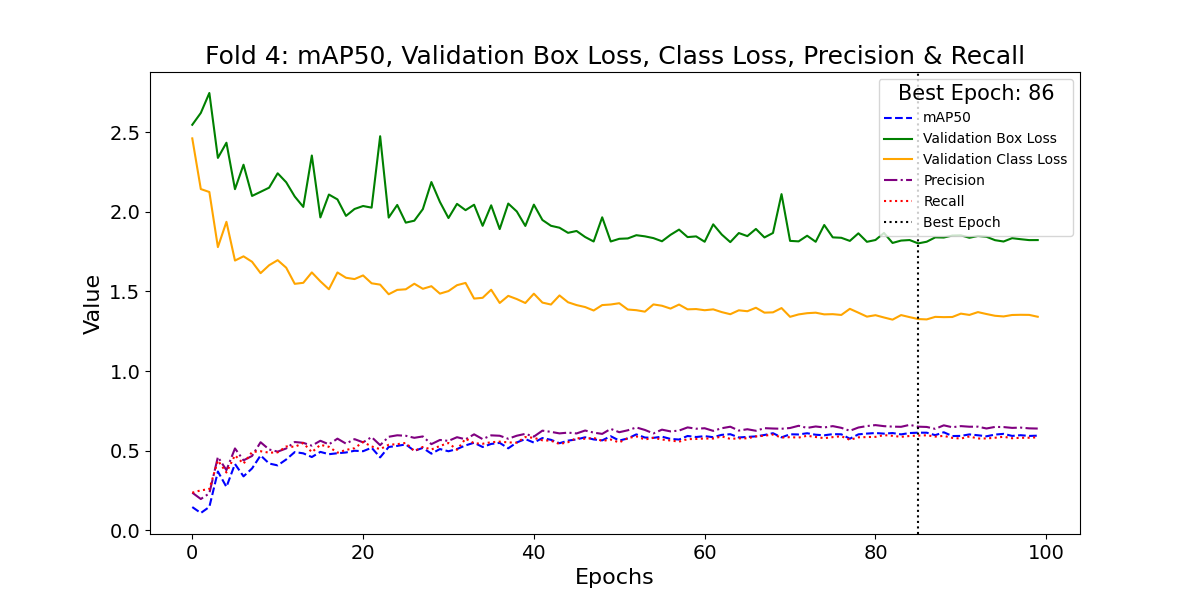 Fold 4: mAP50, Validation Box Loss, Class Loss, Precision & Recall
Value
2.5
2.0
1.5
1.0
0.5
0.0
Best Epoch: 86
mAP50
Validation Box Loss
Validation Class Loss
Precision
Recall
Best Epoch
0
20
40
60
80
100
Epochs